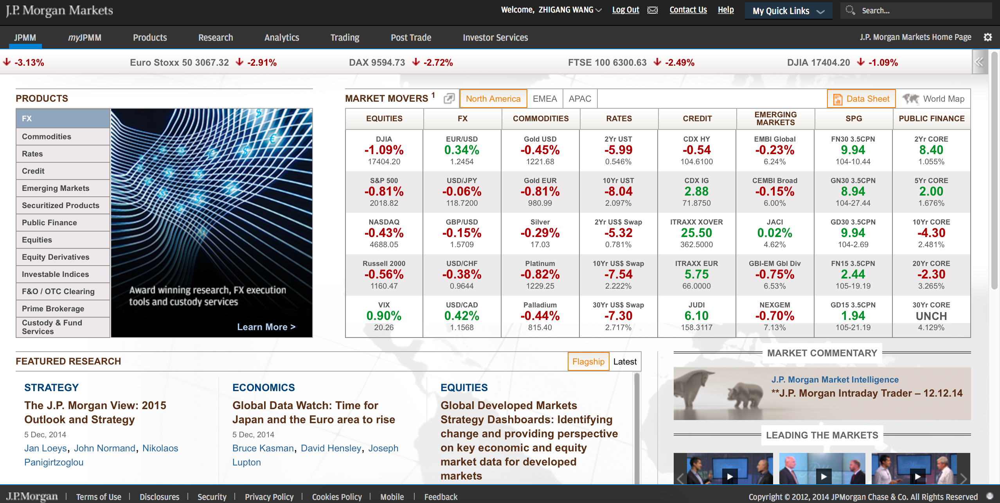 J.P. Morgan Markets
Welcome, ZHIGANG WANG Log Out Contact Us Help My Quick Links Search...
JPMM myJPMM Products Research Analytics Trading Post Trade Investor Services J.P. Morgan Markets Home Page
-3.13% Euro Stoxx 50 3067.32 -2.91% DAX 9594.73 -2.72% FTSE 100 6300.63 -2.49% DJIA 17404.20 -1.09%
PRODUCTS
FX
Commodities
Rates
Credit
Emerging Markets
Securitized Products
Public Finance
Equities
Equity Derivatives
Investable Indices
F&O / OTC Clearing
Prime Brokerage
Custody & Fund
Services
Award winning research, FX execution
tools and custody services
Learn More >
MARKET MOVERS 1 North America EMEA APAC Data Sheet World Map
EQUITIES FX COMMODITIES RATES CREDIT EMERGING MARKETS SPG PUBLIC FINANCE
DJIA EUR/USD Gold USD 2Yr UST CDX HY EMBI Global FN30 3.5CPN 2Yr CORE
-1.09% 0.34% -0.45% -5.99 -0.54 -0.23% 9.94 8.40
17404.20 1.2454 1221.68 0.546% 104.6100 6.24% 104-10.44 1.055%
S&P 500 USD/JPY Gold EUR 10Yr UST CDX IG CEMBI Broad GN30 3.5CPN 5Yr CORE
-0.81% -0.06% -0.81% -8.04 2.88 -0.15% 8.94 2.00
2018.82 118.7200 980.99 2.097% 71.8750 6.00% 104-27.44 1.676%
NASDAQ GBP/USD Silver 2Yr US$ Swap ITRAXX XOVER JACI GD30 3.5CPN 10Yr CORE
-0.43% -0.15% -0.29% -5.32 25.50 0.02% 9.94 -4.30
4688.05 1.5709 17.03 0.781% 362.5000 4.62% 104-2.69 2.481%
Russell 2000 USD/CHF Platinum 10Yr US$ Swap ITRAXX EUR GBI-EM Gbl Div FN15 3.5CPN 20Yr CORE
-0.56% -0.38% -0.82% -7.54 5.75 -0.75% 2.44 -2.30
1160.47 0.9644 1229.25 2.222% 66.0000 6.53% 105-19.19 3.265%
VIX USD/CAD Palladium 30Yr US$ Swap JUDI NEXGEM GD15 3.5CPN 30Yr CORE
0.90% 0.42% -0.44% -7.30 6.10 -0.70% 1.94 UNCH
20.26 1.1568 815.40 2.717% 158.3117 7.13% 105-21.19 4.129%
FEATURED RESEARCH Flagship Latest
STRATEGY
The J.P. Morgan View: 2015
Outlook and Strategy
5 Dec, 2014
Jan Loeys, John Normand, Nikolaos
Panigirtzoglou
ECONOMICS
Global Data Watch: Time for
Japan and the Euro area to rise
5 Dec, 2014
Bruce Kasman, David Hensley, Joseph
Lupton
EQUITIES
Global Developed Markets
Strategy Dashboards: Identifying
change and providing perspective
on key economic and equity
market data for developed
markets
MARKET COMMENTARY
J.P. Morgan Market Intelligence
**J.P. Morgan Intraday Trader – 12.12.14
LEADING THE MARKETS
J.P.Morgan Terms of Use Disclosures Security Privacy Policy Cookies Policy Mobile Feedback Copyright © 2012, 2014 JPMorgan Chase & Co. All Rights Reserved